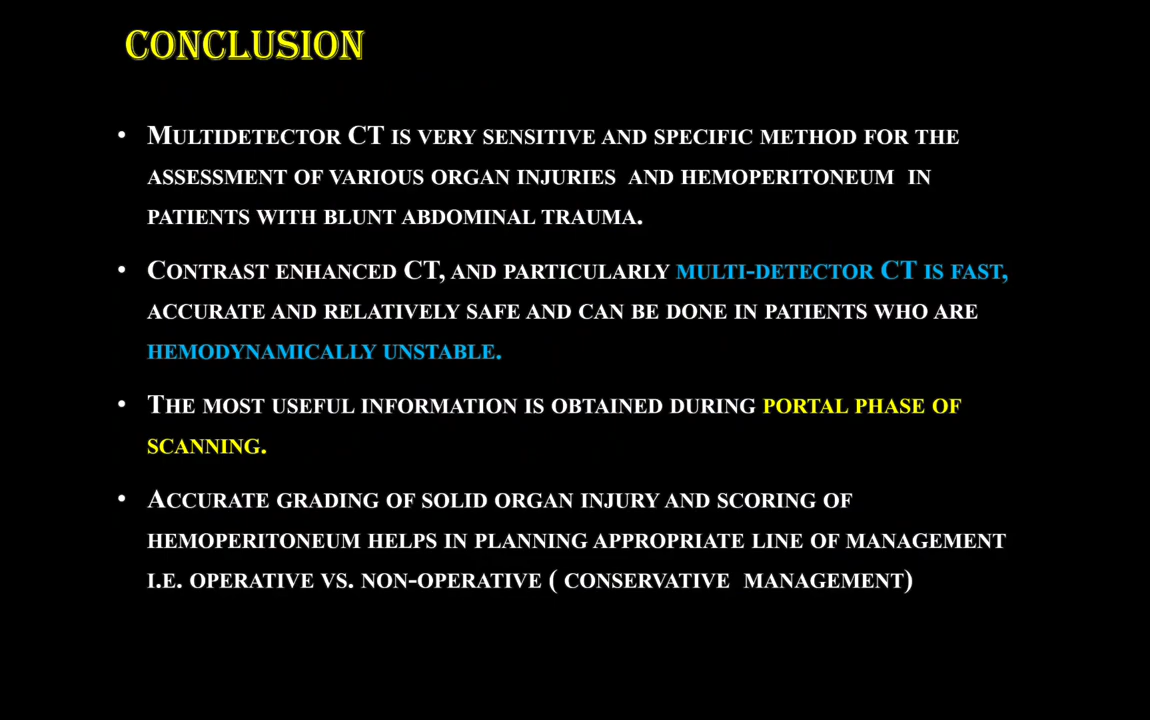 CONCLUSION
• MULTIDETECTOR CT IS VERY SENSITIVE AND SPECIFIC METHOD FOR THE
ASSESSMENT OF VARIOUS ORGAN INJURIES AND HEMOPERITONEUM IN
PATIENTS WITH BLUNT ABDOMINAL TRAUMA.
• CONTRAST ENHANCED CT, AND PARTICULARLY MULTI-DETECTOR CT IS FAST,
ACCURATE AND RELATIVELY SAFE AND CAN BE DONE IN PATIENTS WHO ARE
HEMODYNAMICALLY UNSTABLE.
• THE MOST USEFUL INFORMATION IS OBTAINED DURING PORTAL PHASE OF
SCANNING.
• ACCURATE GRADING OF SOLID ORGAN INJURY AND SCORING OF
HEMOPERITONEUM HELPS IN PLANNING APPROPRIATE LINE OF MANAGEMENT
I.E. OPERATIVE VS. NON-OPERATIVE ( CONSERVATIVE MANAGEMENT)